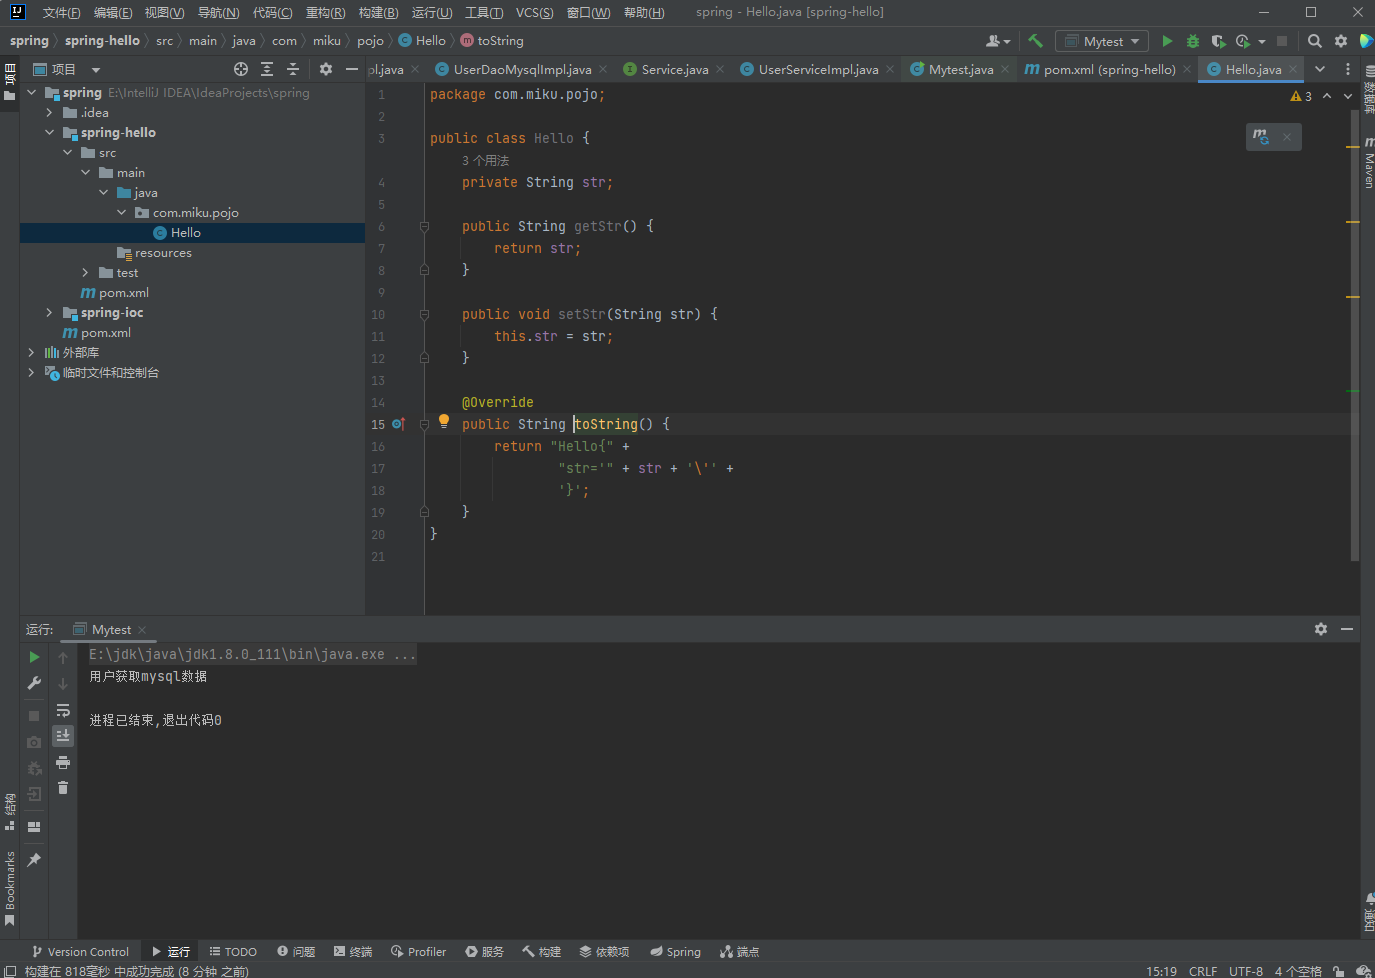 文件(F) 编辑(E) 视图(V) 导航(N) 代码(C) 重构(R) 构建(B) 运行(U) 工具(T) VCS(S) 窗口(W) 帮助(H) spring - Hello.java [spring-hello]
spring spring-hello src main java com miku pojo Hello toString Mytest
项目
pl.java UserDaoMysqlImpl.java Service.java UserServiceImpl.java Mytest.java pom.xml (spring-hello) Hello.java
项目
spring E:\IntelliJ IDEA\IdeaProjects\spring
.idea
spring-hello
src
main
java
com.miku.pojo
Hello
resources
test
pom.xml
spring-ioc
pom.xml
外部库
临时文件和控制台
3
1 package com.miku.pojo;
2
3 public class Hello {
3 个用法
4 private String str;
5
6 public String getStr() {
7 return str;
8 }
9
10 public void setStr(String str) {
11 this.str = str;
12 }
13
14 @Override
15 public String toString() {
16 return "Hello{" +
17 "str='" + str + '\'' +
18 '}';
19 }
20 }
21
数据库
Maven
通知
运行: Mytest
E:\jdk\java\jdk1.8.0_111\bin\java.exe ...
用户获取mysql数据
进程已结束,退出代码0
结构
Bookmarks
Version Control 运行 TODO 问题 终端 Profiler 服务 构建 依赖项 Spring 端点
构建在 818毫秒 中成功完成 (8 分钟 之前) 15:19 CRLF UTF-8 4 个空格